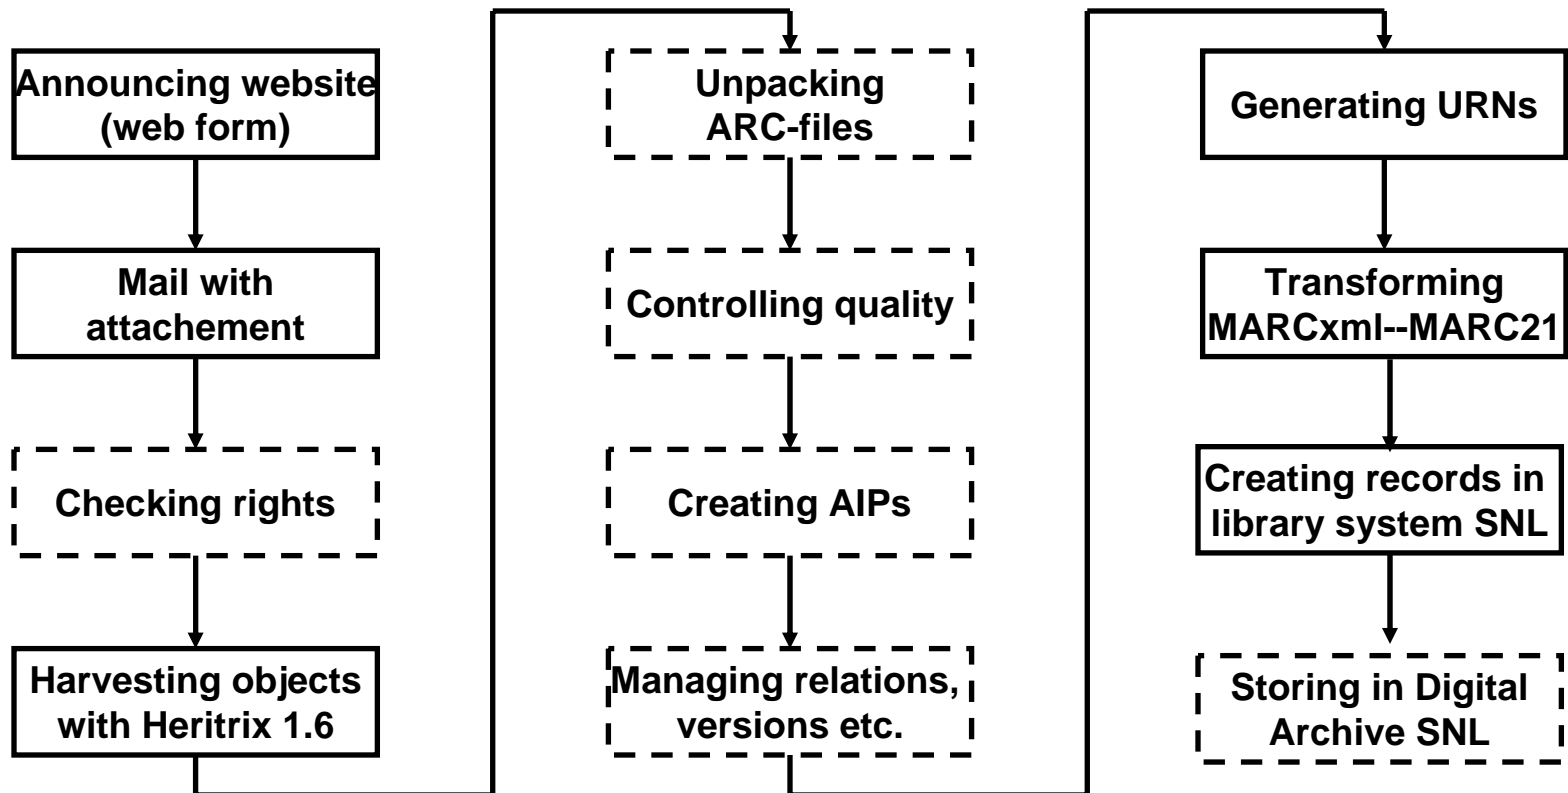 Announcing website
(web form)
Mail with
attachement
Checking rights
Harvesting objects
with Heritrix 1.6
Unpacking
ARC-files
Controlling quality
Creating AIPs
Managing relations,
versions etc.
Generating URNs
Transforming
MARCxml--MARC21
Creating records in
library system SNL
Storing in Digital
Archive SNL